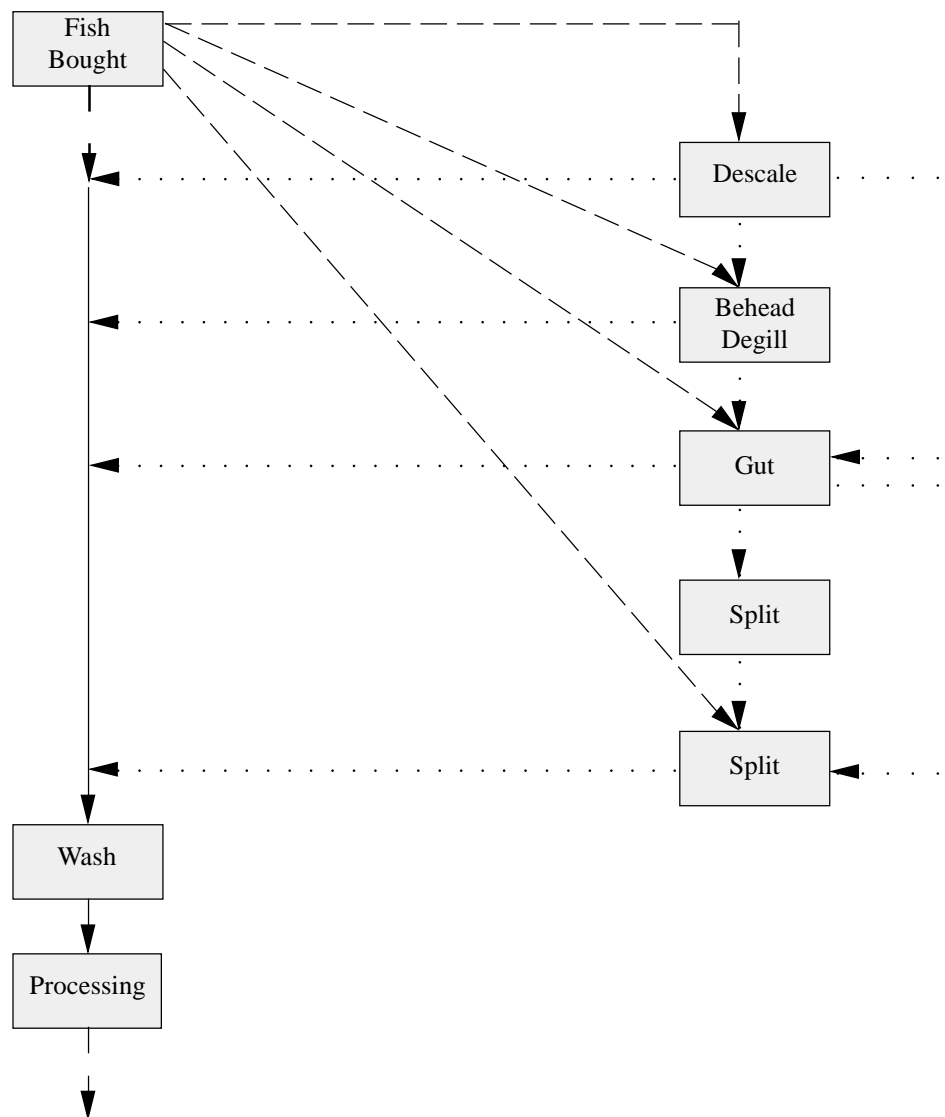 Fish
Bought
Descale
Behead
Degill
Gut
Split
Split
Wash
Processing